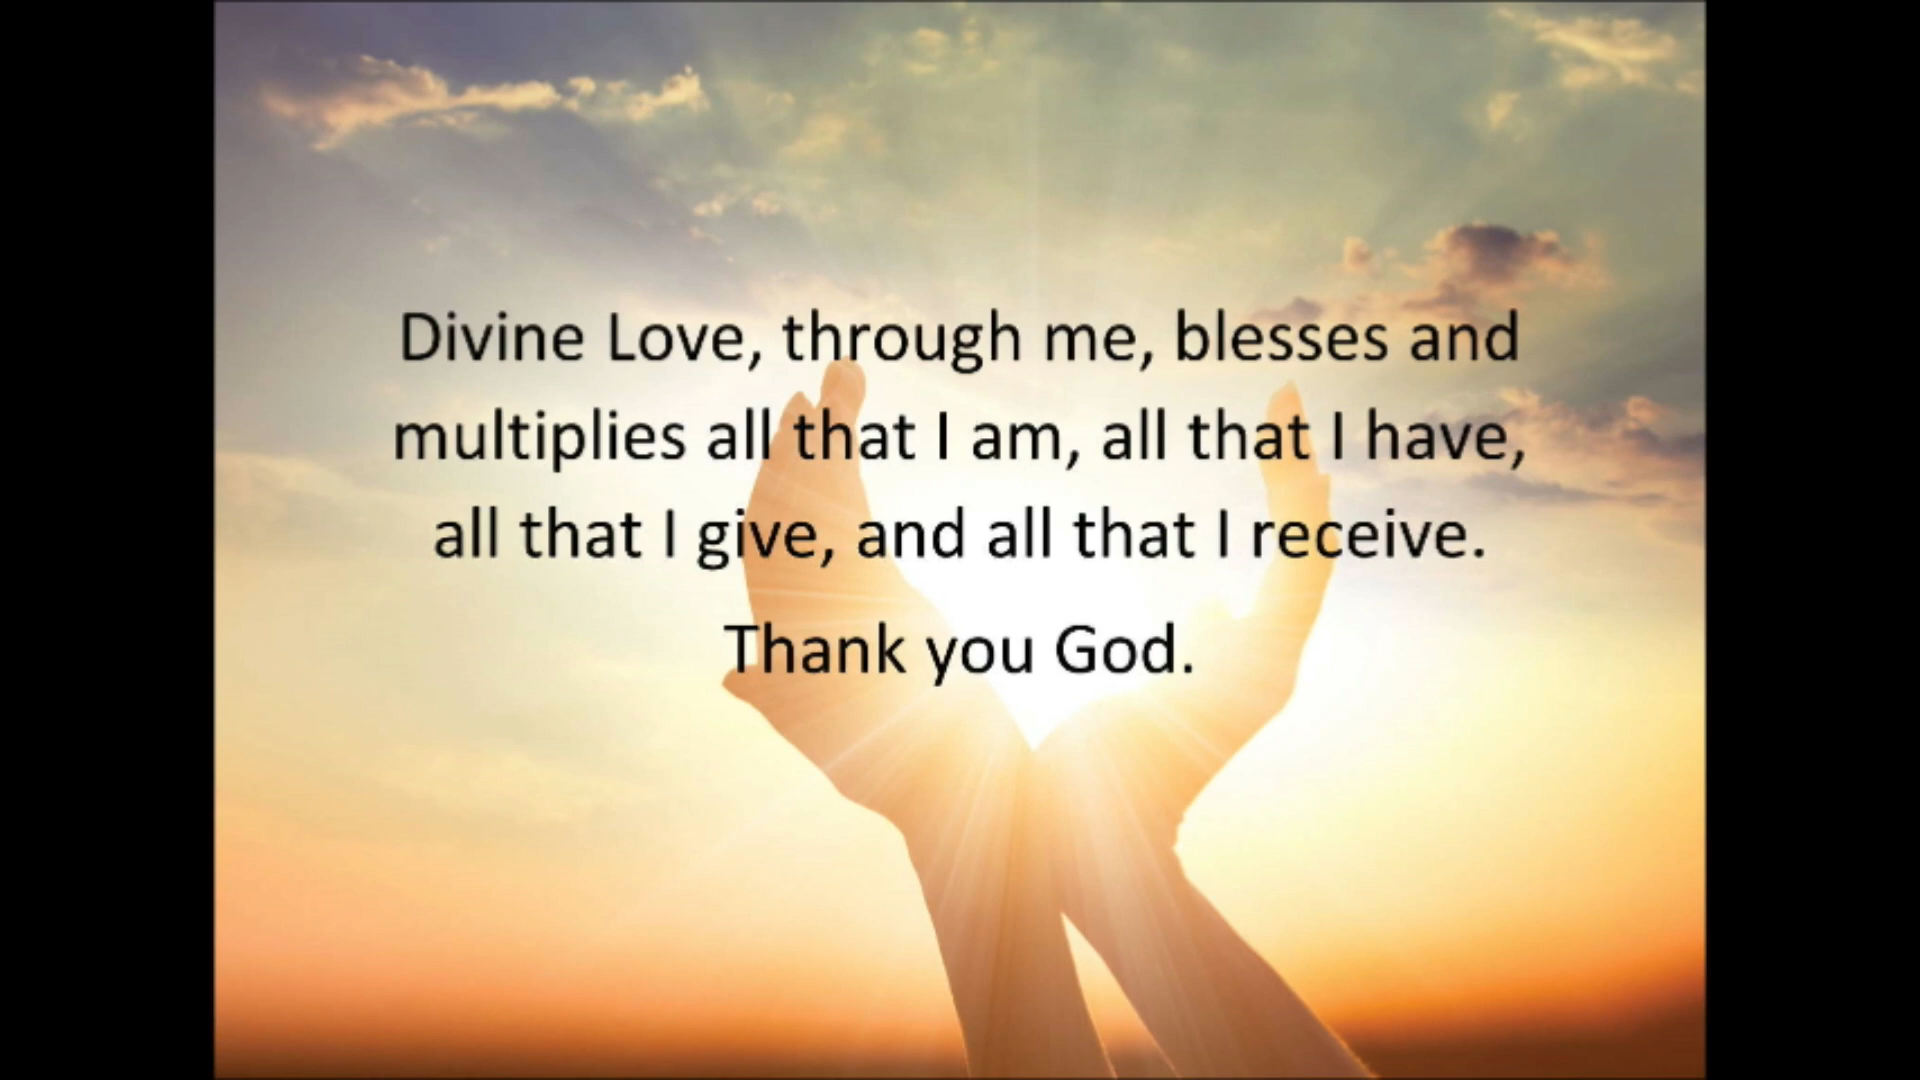 Divine Love, through me, blesses and
multiplies all that I am, all that I have,
all that I give, and all that I receive.
Thank you God.